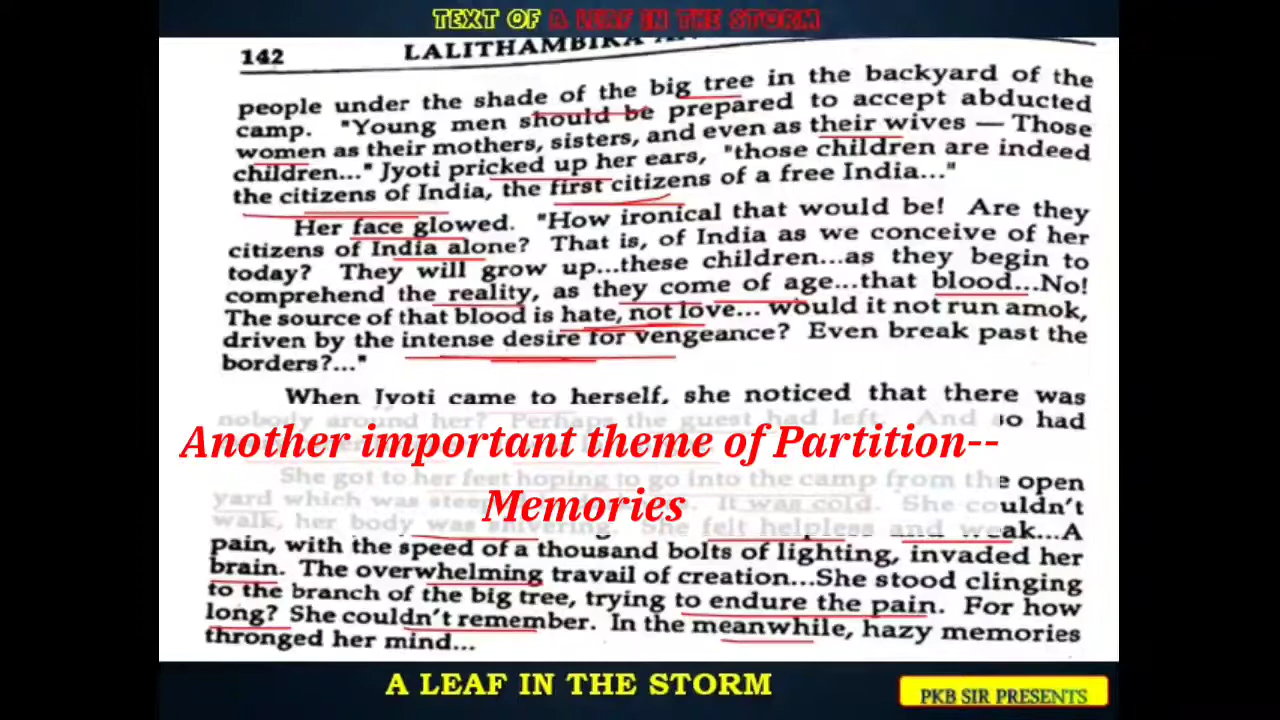 TEXT OF A LEAF IN THE STORM
142 LALITHAMBIKA
people under the shade of the big tree in the backyard of the
camp. "Young men should be prepared to accept abducted
women as their mothers, sisters, and even as their wives — Those
children..." Jyoti pricked up her ears, "those children are indeed
the citizens of India, the first citizens of a free India..."
Her face glowed. "How ironical that would be! Are they
citizens of India alone? That is, of India as we conceive of her
today? They will grow up...these children...as they begin to
comprehend the reality, as they come of age...that blood...No!
The source of that blood is hate, not love... would it not run amok,
driven by the intense desire for vengeance? Even break past the
borders?..."
When Jyoti came to herself, she noticed that there was
nobody around her? Perhaps the guest had left. And so had
Another important theme of Partition--
She got to her feet hoping to go into the camp from the open
yard which was It was cold. She couldn't
Memories
walk, her body was shivering. She felt helpless and weak...A
pain, with the speed of a thousand bolts of lighting, invaded her
brain. The overwhelming travail of creation...She stood clinging
to the branch of the big tree, trying to endure the pain. For how
long? She couldn't remember. In the meanwhile, hazy memories
thronged her mind...
A LEAF IN THE STORM
PKB SIR PRESENTS